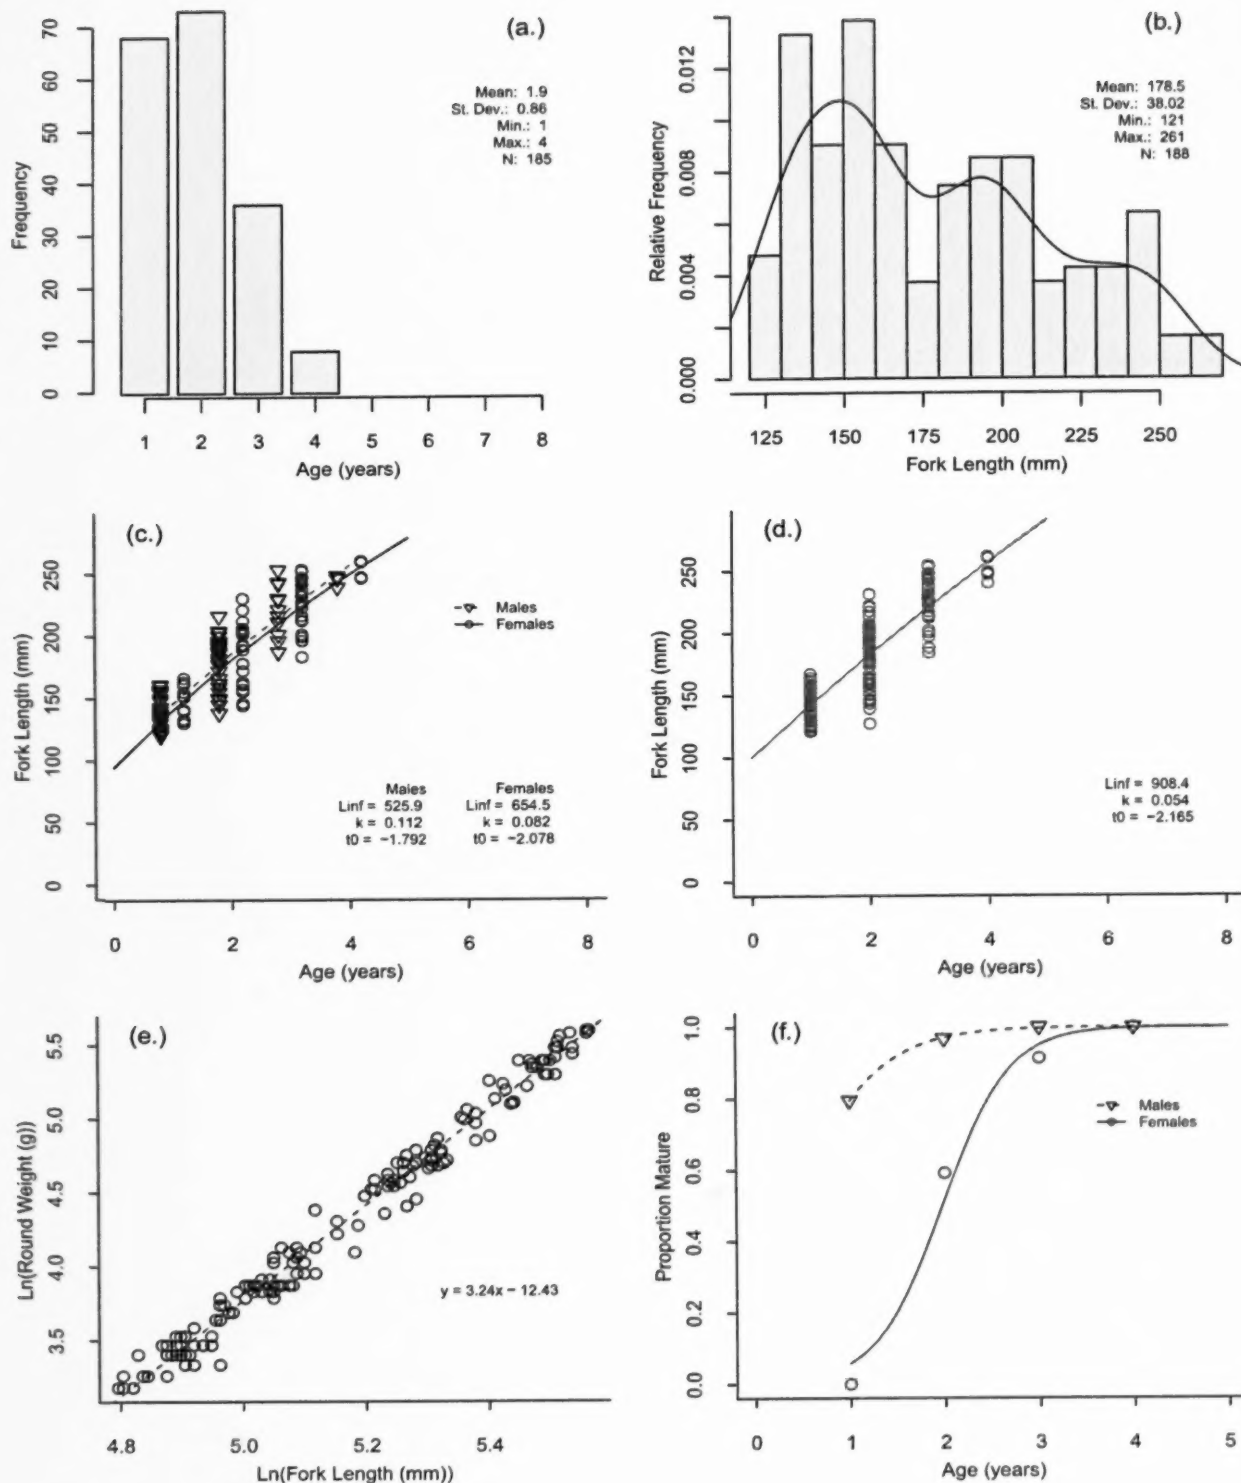 (a.)
Mean: 1.9
St. Dev.: 0.86
Min.: 1
Max.: 4
N: 185
Frequency
0 10 20 30 40 50 60 70
1 2 3 4 5 6 7 8
Age (years)
(b.)
Mean: 178.5
St. Dev.: 38.02
Min.: 121
Max.: 261
N: 188
Relative Frequency
0.000 0.004 0.008 0.012
125 150 175 200 225 250
Fork Length (mm)
(c.)
Fork Length (mm)
0 50 100 150 200 250
Males
Females
Males Females
Linf = 525.9 Linf = 654.5
k = 0.112 k = 0.082
t0 = −1.792 t0 = −2.078
0 2 4 6 8
Age (years)
(d.)
Fork Length (mm)
0 50 100 150 200 250
Linf = 908.4
k = 0.054
t0 = −2.165
0 2 4 6 8
Age (years)
(e.)
Ln(Round Weight (g))
3.5 4.0 4.5 5.0 5.5
y = 3.24x − 12.43
4.8 5.0 5.2 5.4
Ln(Fork Length (mm))
(f.)
Proportion Mature
0.0 0.2 0.4 0.6 0.8 1.0
Males
Females
0 1 2 3 4 5
Age (years)